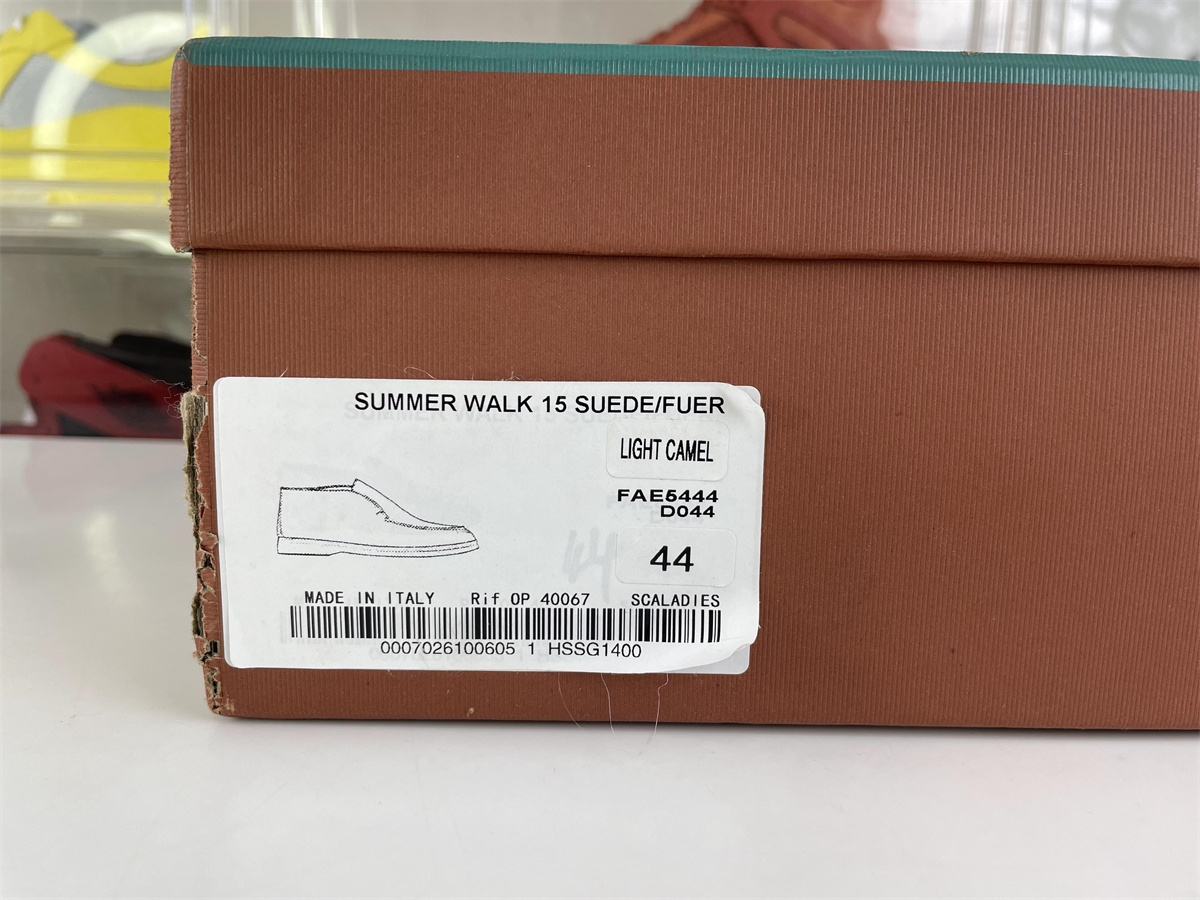 SUMMER WALK 15 SUEDE/FUER
LIGHT CAMEL
FAE5444
D044
44
44
MADE IN ITALY Rif OP 40067 SCALADIES
0007026100605 1 HSSG1400